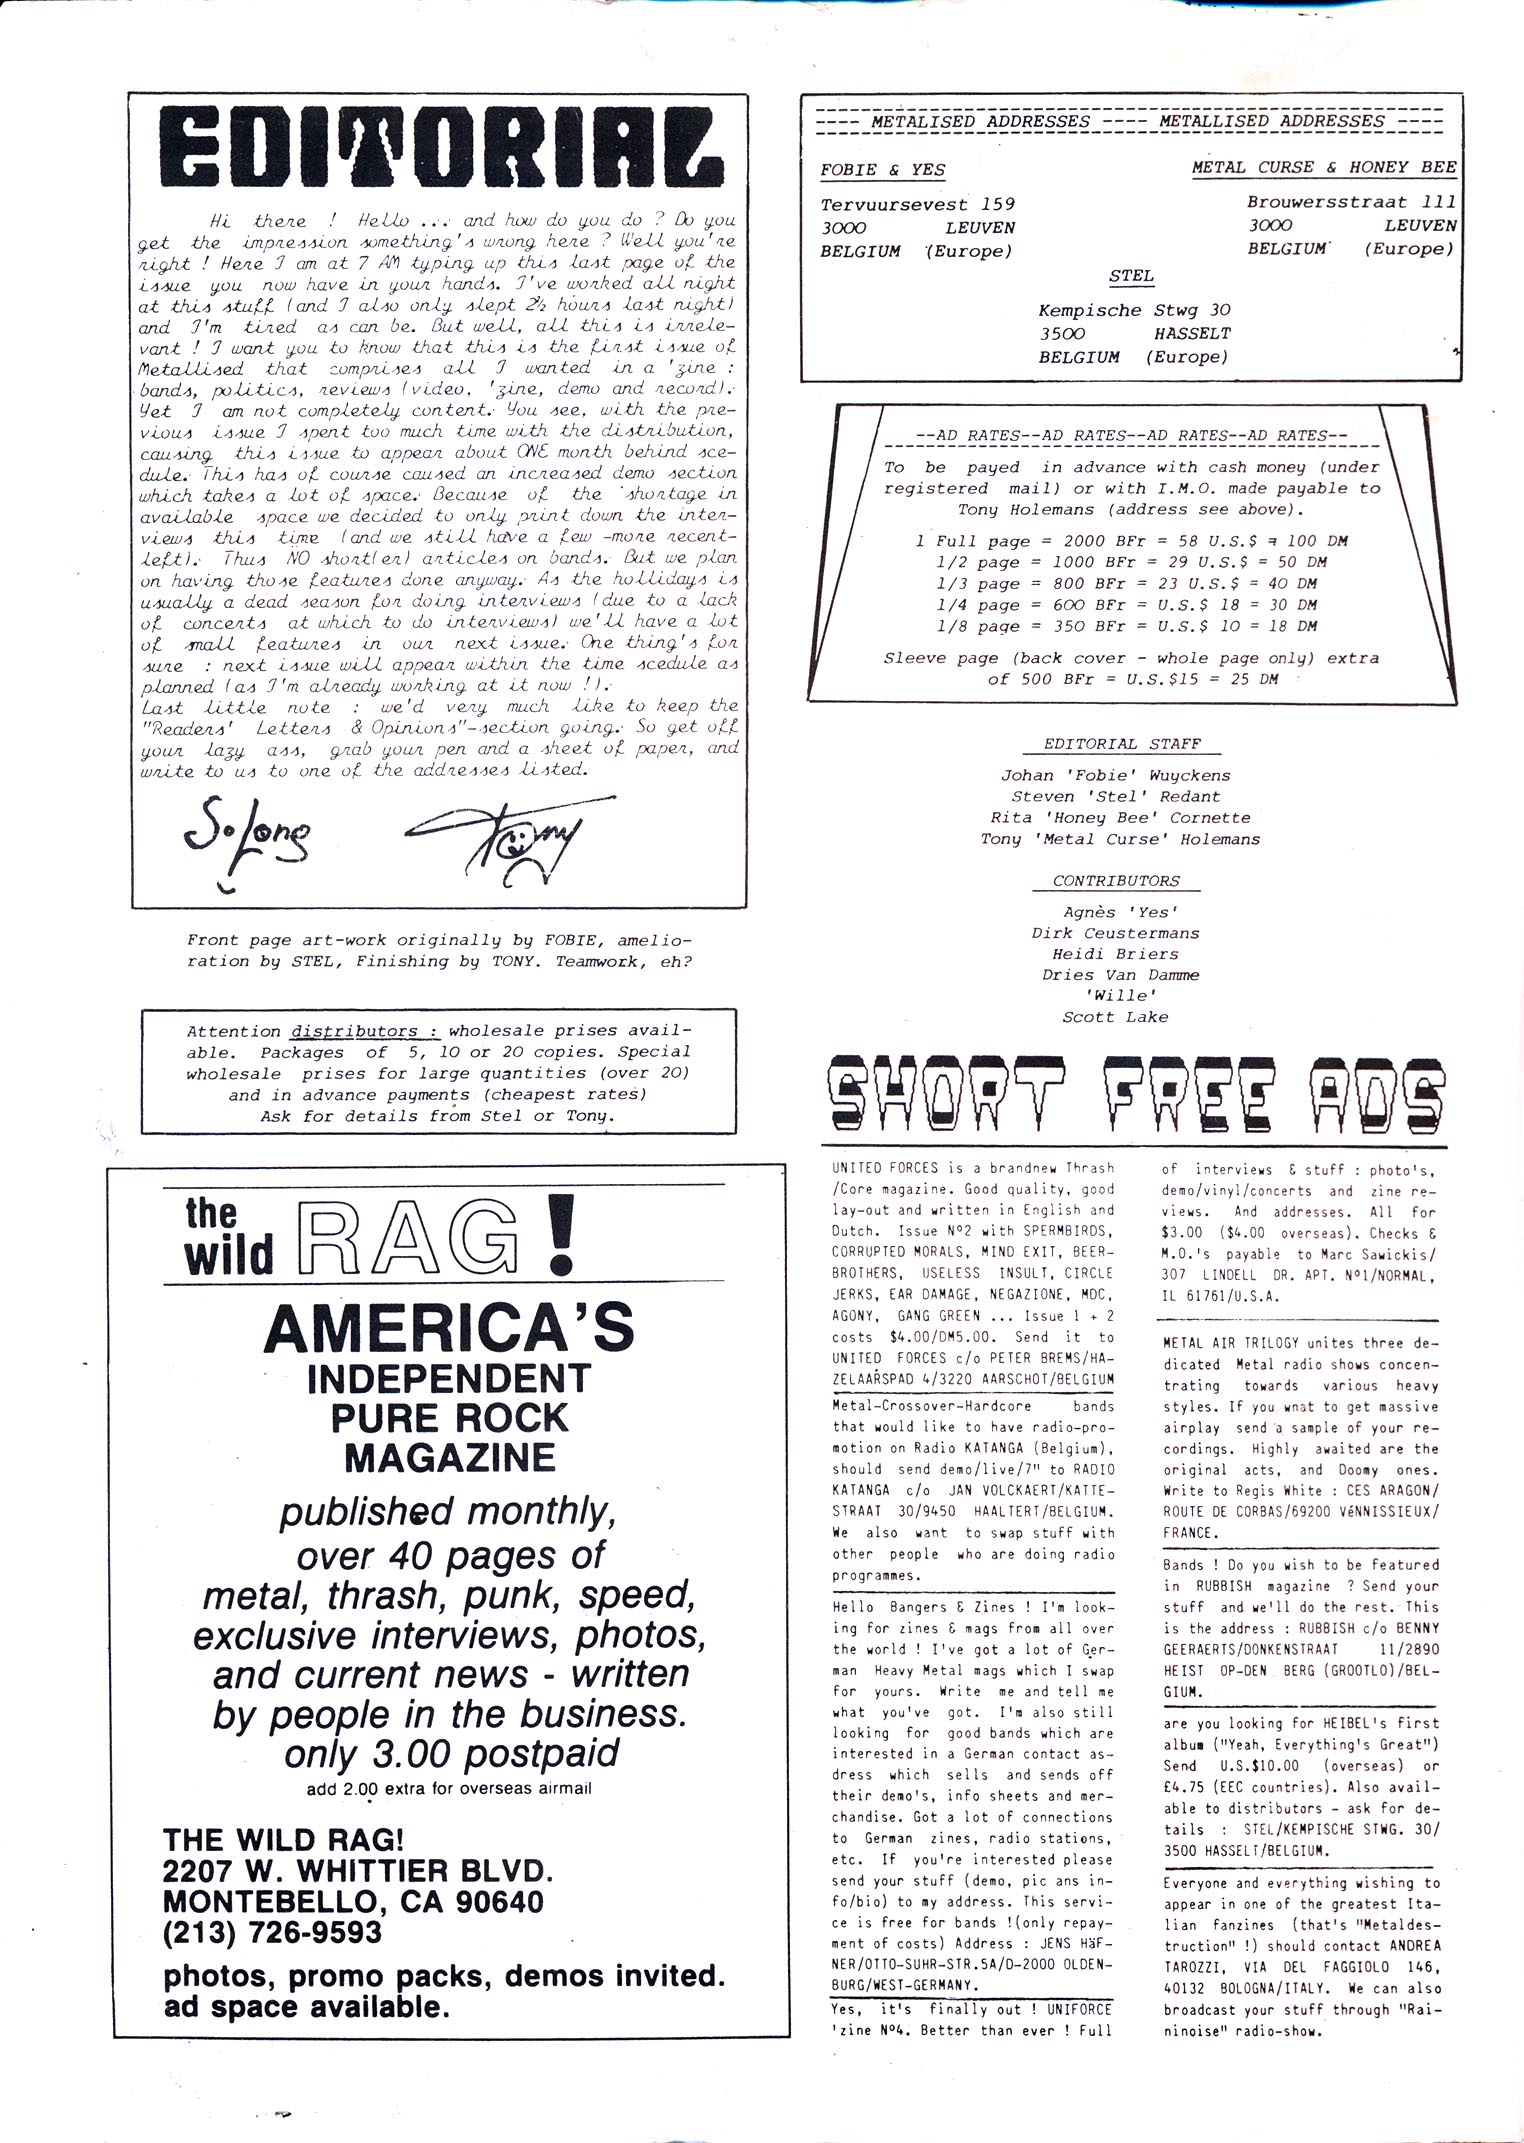 EDITORIAL
Hi there ! Hello ... and how do you do ? Do you
get the impression something's wrong here ? Well you're
right ! Here I am at 7 AM typing up this last page of the
issue you now have in your hands. I've worked all night
at this stuff (and I also only slept 2½ hours last night)
and I'm tired as can be. But well, all this is irrele-
vant ! I want you to know that this is the first issue of
Metallised that comprises all I wanted in a 'zine :
bands, politics, reviews (video, 'zine, demo and record).
Yet I am not completely content. You see, with the pre-
vious issue I spent too much time with the distribution,
causing this issue to appear about ONE month behind sce-
dule. This has of course caused an increased demo section
which takes a lot of space. Because of the shortage in
available space we decided to only print down the inter-
views this time (and we still have a few -more recent-
left). Thus NO short(er) articles on bands. But we plan
on having those features done anyway. As the hollidays is
usually a dead season for doing interviews (due to a lack
of concerts at which to do interviews) we'll have a lot
of small features in our next issue. One thing's for
sure : next issue will appear within the time scedule as
planned (as I'm already working at it now !).
Last little note : we'd very much like to keep the
"Readers' Letters & Opinions"-section going. So get off
your lazy ass, grab your pen and a sheet of paper, and
write to us to one of the addresses listed.
So Long Tony
Front page art-work originally by FOBIE, amelio-
ration by STEL, Finishing by TONY. Teamwork, eh?
Attention distributors : wholesale prises avail-
able. Packages of 5, 10 or 20 copies. Special
wholesale prises for large quantities (over 20)
and in advance payments (cheapest rates)
Ask for details from Stel or Tony.
the wild RAG!
AMERICA'S
INDEPENDENT
PURE ROCK
MAGAZINE
published monthly,
over 40 pages of
metal, thrash, punk, speed,
exclusive interviews, photos,
and current news - written
by people in the business.
only 3.00 postpaid
add 2.00 extra for overseas airmail
THE WILD RAG!
2207 W. WHITTIER BLVD.
MONTEBELLO, CA 90640
(213) 726-9593
photos, promo packs, demos invited.
ad space available.
---- METALISED ADDRESSES ---- METALLISED ADDRESSES ----
FOBIE & YES
Tervuursevest 159
3000 LEUVEN
BELGIUM (Europe)
METAL CURSE & HONEY BEE
Brouwersstraat 111
3000 LEUVEN
BELGIUM (Europe)
STEL
Kempische Stwg 30
3500 HASSELT
BELGIUM (Europe)
--AD RATES--AD RATES--AD RATES--AD RATES--
To be payed in advance with cash money (under
registered mail) or with I.M.O. made payable to
Tony Holemans (address see above).
1 Full page = 2000 BFr = 58 U.S.$ = 100 DM
1/2 page = 1000 BFr = 29 U.S.$ = 50 DM
1/3 page = 800 BFr = 23 U.S.$ = 40 DM
1/4 page = 600 BFr = U.S.$ 18 = 30 DM
1/8 page = 350 BFr = U.S.$ 10 = 18 DM
Sleeve page (back cover - whole page only) extra
of 500 BFr = U.S.$15 = 25 DM
EDITORIAL STAFF
Johan 'Fobie' Wuyckens
Steven 'Stel' Redant
Rita 'Honey Bee' Cornette
Tony 'Metal Curse' Holemans
CONTRIBUTORS
Agnès 'Yes'
Dirk Ceustermans
Heidi Briers
Dries Van Damme
'Wille'
Scott Lake
SHORT FREE ADS
UNITED FORCES is a brandnew Thrash
/Core magazine. Good quality, good
lay-out and written in English and
Dutch. Issue Nº2 with SPERMBIRDS,
CORRUPTED MORALS, MIND EXIT, BEER-
BROTHERS, USELESS INSULT, CIRCLE
JERKS, EAR DAMAGE, NEGAZIONE, MDC,
AGONY, GANG GREEN ... Issue 1 + 2
costs $4.00/DM5.00. Send it to
UNITED FORCES c/o PETER BREMS/HA-
ZELAARSPAD 4/3220 AARSCHOT/BELGIUM
Metal-Crossover-Hardcore bands
that would like to have radio-pro-
motion on Radio KATANGA (Belgium),
should send demo/live/7" to RADIO
KATANGA c/o JAN VOLCKAERT/KATTE-
STRAAT 30/9450 HAALTERT/BELGIUM.
We also want to swap stuff with
other people who are doing radio
programmes.
Hello Bangers & Zines ! I'm look-
ing for zines & mags from all over
the world ! I've got a lot of Ger-
man Heavy Metal mags which I swap
for yours. Write me and tell me
what you've got. I'm also still
looking for good bands which are
interested in a German contact as-
dress which sells and sends off
their demo's, info sheets and mer-
chandise. Got a lot of connections
to German zines, radio stations,
etc. If you're interested please
send your stuff (demo, pic ans in-
fo/bio) to my address. This servi-
ce is free for bands !(only repay-
ment of costs) Address : JENS HäF-
NER/OTTO-SUHR-STR.5A/D-2000 OLDEN-
BURG/WEST-GERMANY.
Yes, it's finally out ! UNIFORCE
'zine Nº4. Better than ever ! Full
of interviews & stuff : photo's,
demo/vinyl/concerts and zine re-
views. And addresses. All for
$3.00 ($4.00 overseas). Checks &
M.O.'s payable to Marc Sawickis/
307 LINDELL DR. APT. Nº1/NORMAL,
IL 61761/U.S.A.
METAL AIR TRILOGY unites three de-
dicated Metal radio shows concen-
trating towards various heavy
styles. If you wnat to get massive
airplay send a sample of your re-
cordings. Highly awaited are the
original acts, and Doomy ones.
Write to Regis White : CES ARAGON/
ROUTE DE CORBAS/69200 VéNNISSIEUX/
FRANCE.
Bands ! Do you wish to be featured
in RUBBISH magazine ? Send your
stuff and we'll do the rest. This
is the address : RUBBISH c/o BENNY
GEERAERTS/DONKENSTRAAT 11/2890
HEIST OP-DEN BERG (GROOTLO)/BEL-
GIUM.
are you looking for HEIBEL's first
album ("Yeah, Everything's Great")
Send U.S.$10.00 (overseas) or
£4.75 (EEC countries). Also avail-
able to distributors - ask for de-
tails : STEL/KEMPISCHE STWG. 30/
3500 HASSELT/BELGIUM.
Everyone and everything wishing to
appear in one of the greatest Ita-
lian fanzines (that's "Metaldes-
truction" !) should contact ANDREA
TAROZZI, VIA DEL FAGGIOLO 146,
40132 BOLOGNA/ITALY. We can also
broadcast your stuff through "Rai-
ninoise" radio-show.